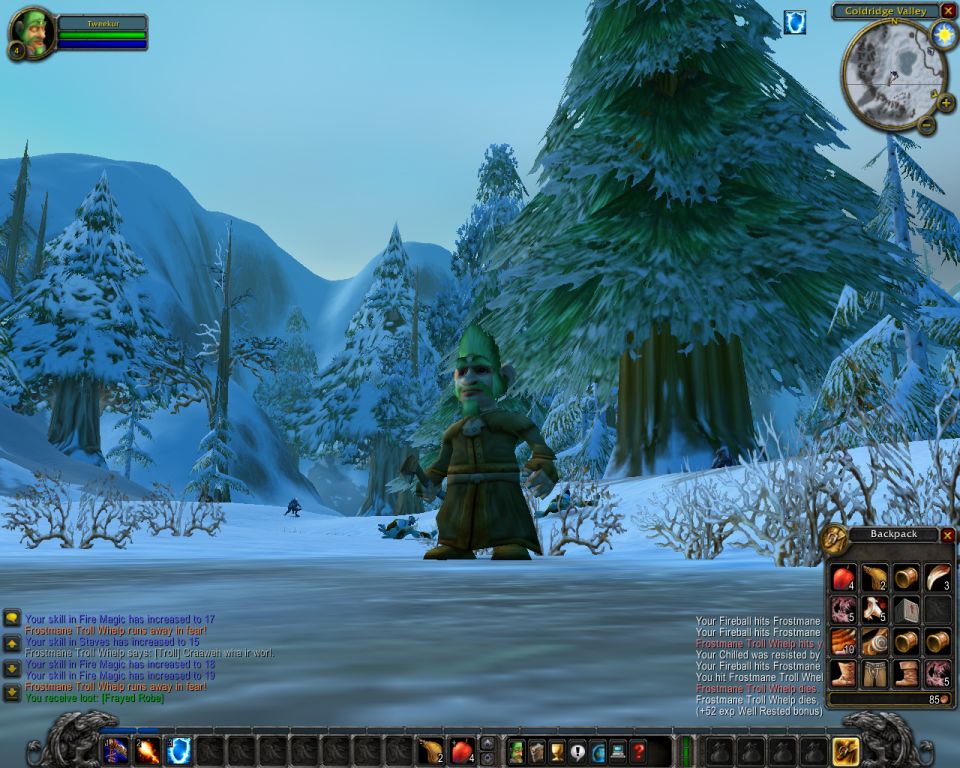 Tweekur
4
Coldridge Valley
N
Backpack
4
2
3
5
5
10
5
85
Your skill in Fire Magic has increased to 17
Frostmane Troll Whelp runs away in fear!
Your skill in Staves has increased to 15
Frostmane Troll Whelp says: [Troll] Craaweh wha ir worl.
Your skill in Fire Magic has increased to 18
Your skill in Fire Magic has increased to 19
Frostmane Troll Whelp runs away in fear!
You receive loot: [Frayed Robe]
Your Fireball hits Frostmane
Your Fireball hits Frostmane
Frostmane Troll Whelp hits y
Your Chilled was resisted by
Your Fireball hits Frostmane
You hit Frostmane Troll Whel
Frostmane Troll Whelp dies.
Frostmane Troll Whelp dies,
(+52 exp Well Rested bonus)
2
4